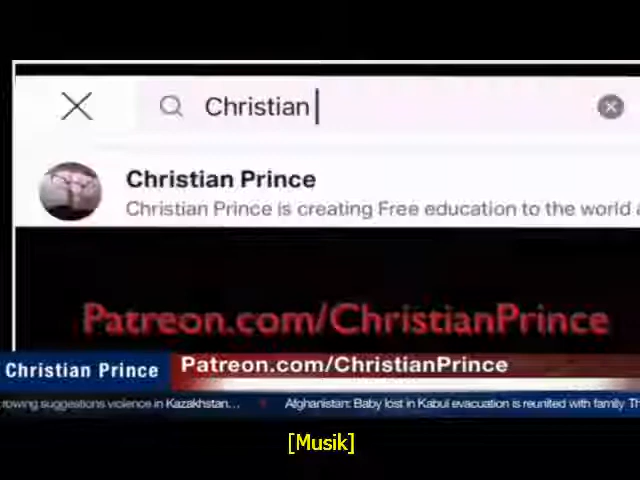 Christian
Christian Prince
Christian Prince is creating Free education to the world
Patreon.com/ChristianPrince
Christian Prince
Patreon.com/ChristianPrince
suggestions violence in Kazakhstan... Afghanistan: Baby lost in Kabul evacuation is reunited with family
[Musik]